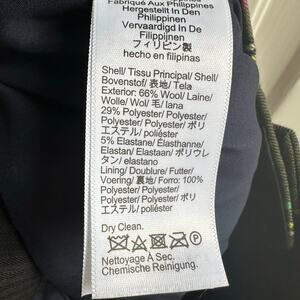 Fabriqué Aux Philippines
Hergestellt In Den
Philippinen
Vervaardigd In De
Filippijnen
フィリピン製
hecho en filipinas
Shell/ Tissu Principal/ Shell/
Bovenstof/ 表地/ Tela
Exterior: 66% Wool/ Laine/
Wolle/ Wol/ 毛/ lana
29% Polyester/ Polyester/
Polyester/ Polyester/ ポリ
エステル/ poliéster
5% Elastane/ Élasthanne/
Elastan/ Elastaan/ ポリウレ
タン/ elastano
Lining/ Doublure/ Futter/
Voering/ 裏地/ Forro: 100%
Polyester/ Polyester/
Polyester/ Polyester/ ポリ
エステル/ poliéster
Dry Clean.
P
Nettoyage À Sec.
Chemische Reinigung.